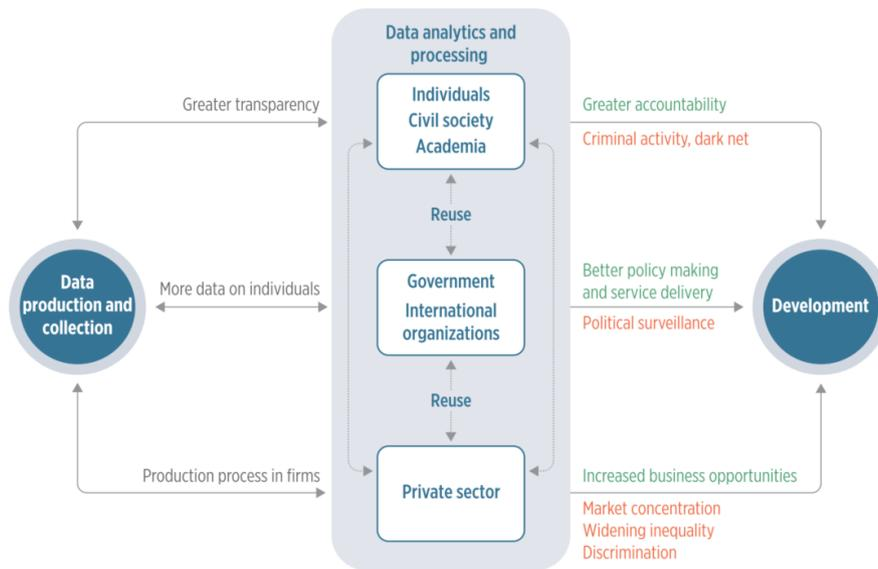 Data analytics and
processing
Greater transparency
Individuals
Civil society
Academia
Greater accountability
Criminal activity, dark net
Reuse
Data
production and
collection
More data on individuals
Government
International
organizations
Better policy making
and service delivery
Political surveillance
Development
Reuse
Production process in firms
Private sector
Increased business opportunities
Market concentration
Widening inequality
Discrimination